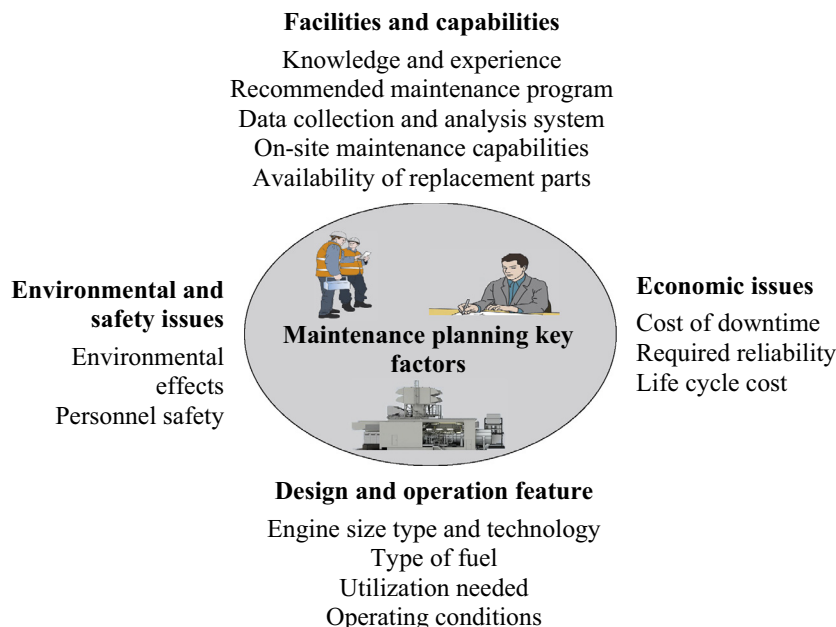 Facilities and capabilities
Knowledge and experience
Recommended maintenance program
Data collection and analysis system
On-site maintenance capabilities
Availability of replacement parts
Environmental and
safety issues
Environmental
effects
Personnel safety
Maintenance planning key
factors
Economic issues
Cost of downtime
Required reliability
Life cycle cost
Design and operation feature
Engine size type and technology
Type of fuel
Utilization needed
Operating conditions